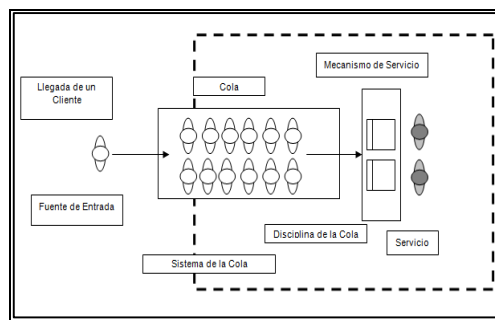 Mecanismo de Servicio
Llegada de un
Cliente
Cola
Fuente de Entrada
Disciplina de la Cola
Servicio
Sistema de la Cola